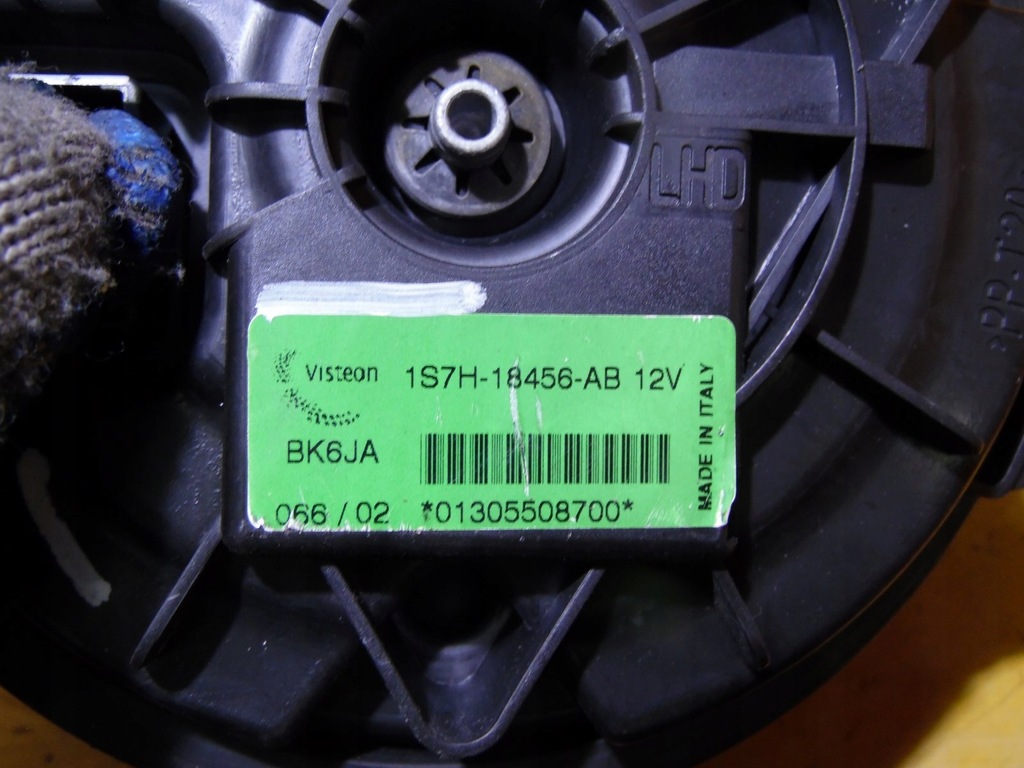 LHD
Visteon
1S7H-18456-AB 12V
BK6JA
066 / 02
*01305508700*
MADE IN ITALY